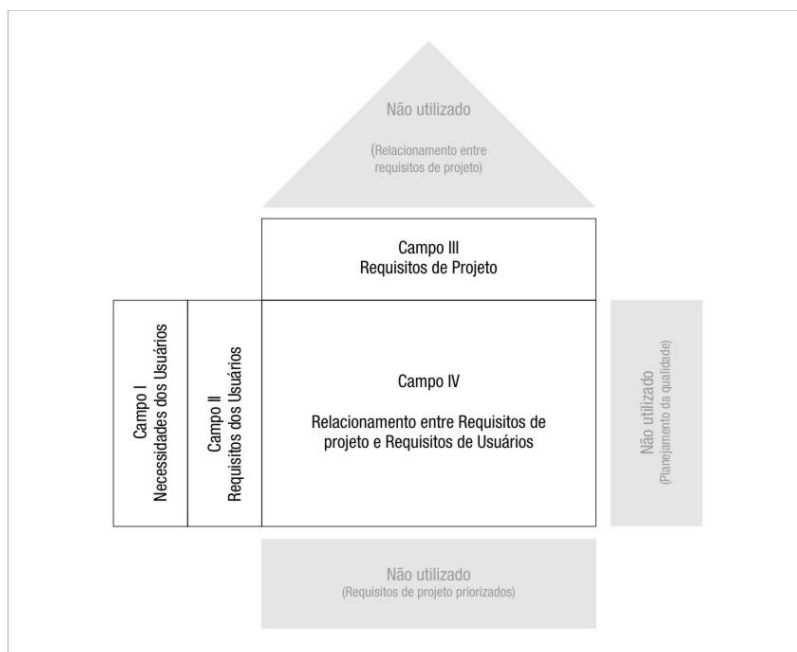 Não utilizado
(Relacionamento entre
requisitos de projeto)
Campo III
Requisitos de Projeto
Campo I
Necessidades dos Usuários
Campo II
Requisitos dos Usuários
Campo IV
Relacionamento entre Requisitos de
projeto e Requisitos de Usuários
Não utilizado
(Planejamento da qualidade)
Não utilizado
(Requisitos de projeto priorizados)